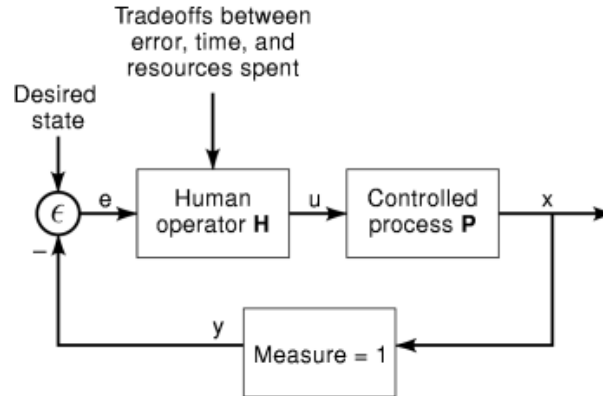 Tradeoffs between
error, time, and
resources spent
Desired
state
ϵ
e
Human
operator H
u
Controlled
process P
x
–
y
Measure = 1